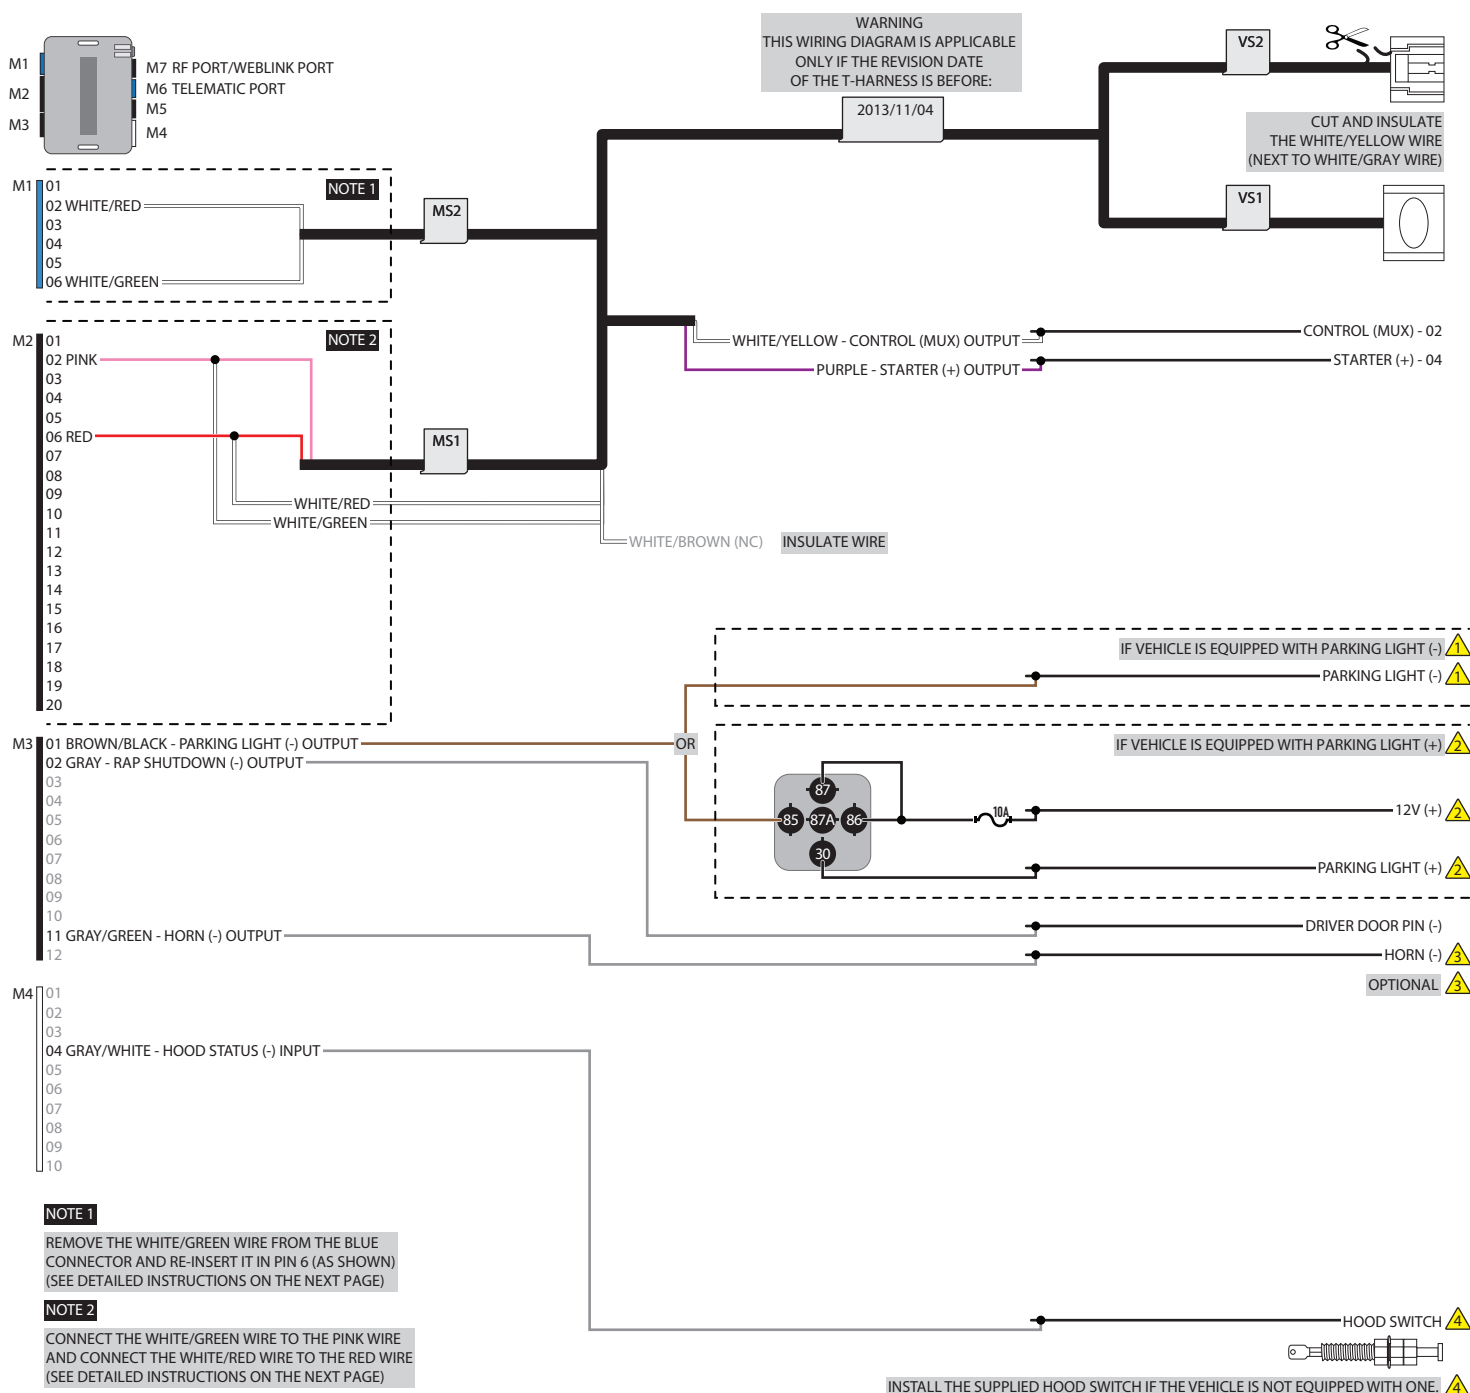 M1
M2
M3
M7 RF PORT/WEBLINK PORT
M6 TELEMATIC PORT
M5
M4
WARNING
THIS WIRING DIAGRAM IS APPLICABLE
ONLY IF THE REVISION DATE
OF THE T-HARNESS IS BEFORE:
2013/11/04
VS2
CUT AND INSULATE
THE WHITE/YELLOW WIRE
(NEXT TO WHITE/GRAY WIRE)
VS1
M1
01
02 WHITE/RED
03
04
05
06 WHITE/GREEN
NOTE 1
MS2
WHITE/YELLOW - CONTROL (MUX) OUTPUT
CONTROL (MUX) - 02
PURPLE - STARTER (+) OUTPUT
STARTER (+) - 04
M2
01
02 PINK
03
04
05
06 RED
07
08
09
10
11
12
13
14
15
16
17
18
19
20
NOTE 2
MS1
WHITE/RED
WHITE/GREEN
WHITE/BROWN (NC)
INSULATE WIRE
IF VEHICLE IS EQUIPPED WITH PARKING LIGHT (-) 1
PARKING LIGHT (-) 1
M3
01 BROWN/BLACK - PARKING LIGHT (-) OUTPUT
02 GRAY - RAP SHUTDOWN (-) OUTPUT
03
04
05
06
07
08
09
10
11 GRAY/GREEN - HORN (-) OUTPUT
12
OR
IF VEHICLE IS EQUIPPED WITH PARKING LIGHT (+) 2
87
85 87A 86
30
10A
12V (+) 2
PARKING LIGHT (+) 2
DRIVER DOOR PIN (-)
HORN (-) 3
OPTIONAL 3
M4
01
02
03
04 GRAY/WHITE - HOOD STATUS (-) INPUT
05
06
07
08
09
10
NOTE 1
REMOVE THE WHITE/GREEN WIRE FROM THE BLUE
CONNECTOR AND RE-INSERT IT IN PIN 6 (AS SHOWN)
(SEE DETAILED INSTRUCTIONS ON THE NEXT PAGE)
NOTE 2
CONNECT THE WHITE/GREEN WIRE TO THE PINK WIRE
AND CONNECT THE WHITE/RED WIRE TO THE RED WIRE
(SEE DETAILED INSTRUCTIONS ON THE NEXT PAGE)
HOOD SWITCH 4
INSTALL THE SUPPLIED HOOD SWITCH IF THE VEHICLE IS NOT EQUIPPED WITH ONE. 4